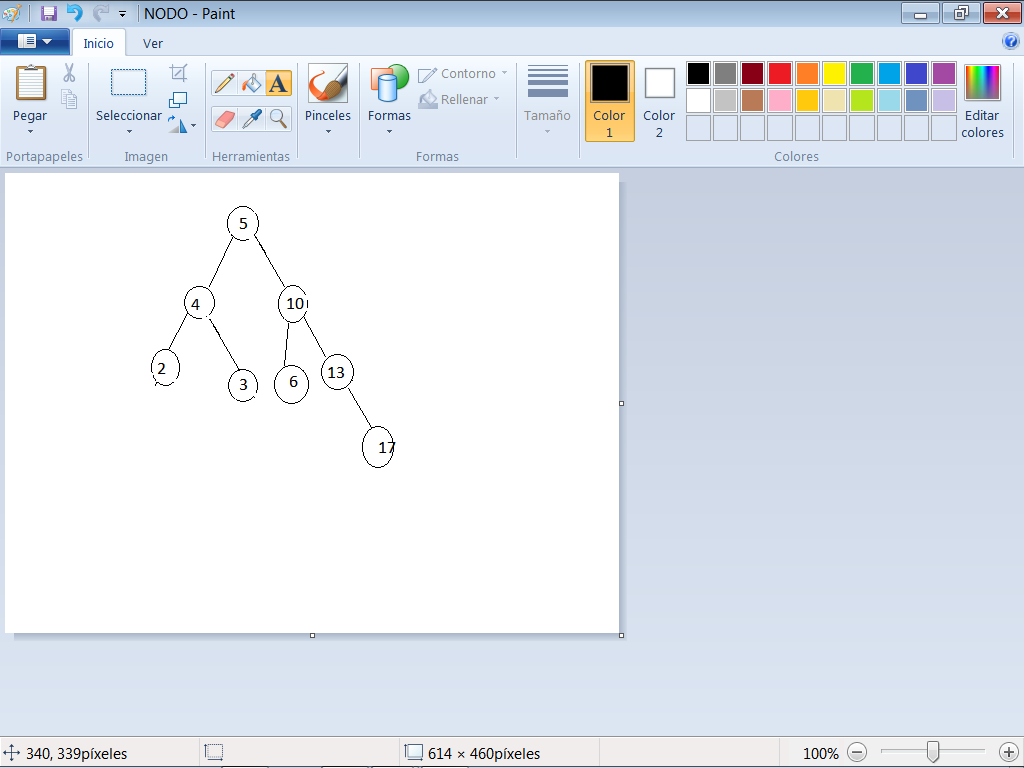 NODO - Paint
Inicio
Ver
Pegar
Portapapeles
Seleccionar
Imagen
A
Herramientas
Pinceles
Formas
Contorno
Rellenar
Formas
Tamaño
Color
1
Color
2
Colores
Editar
colores
5
4
10
2
3
6
13
17
340, 339píxeles
614 × 460píxeles
100%